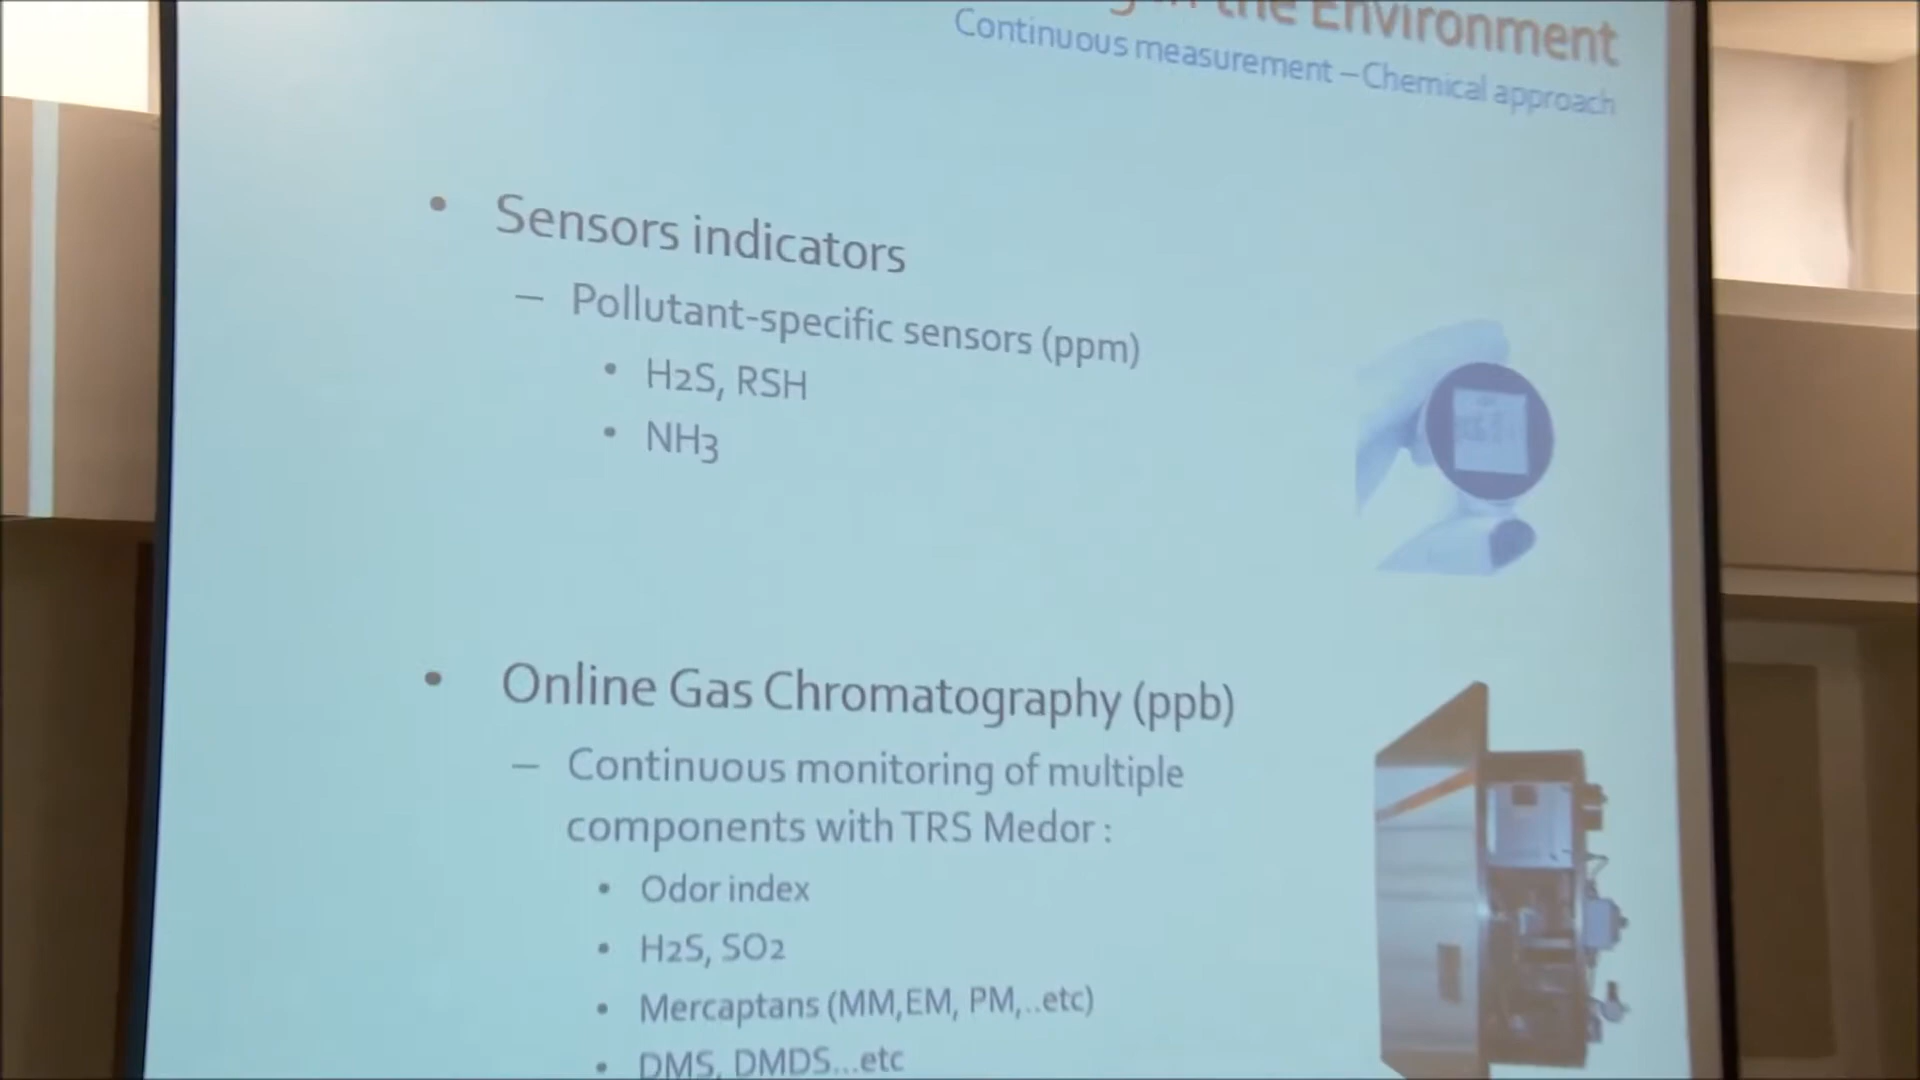 in the Environment
Continuous measurement – Chemical approach
• Sensors indicators
– Pollutant-specific sensors (ppm)
• H2S, RSH
• NH3
• Online Gas Chromatography (ppb)
– Continuous monitoring of multiple
components with TRS Medor :
• Odor index
• H2S, SO2
• Mercaptans (MM,EM, PM,..etc)
• DMS, DMDS...etc